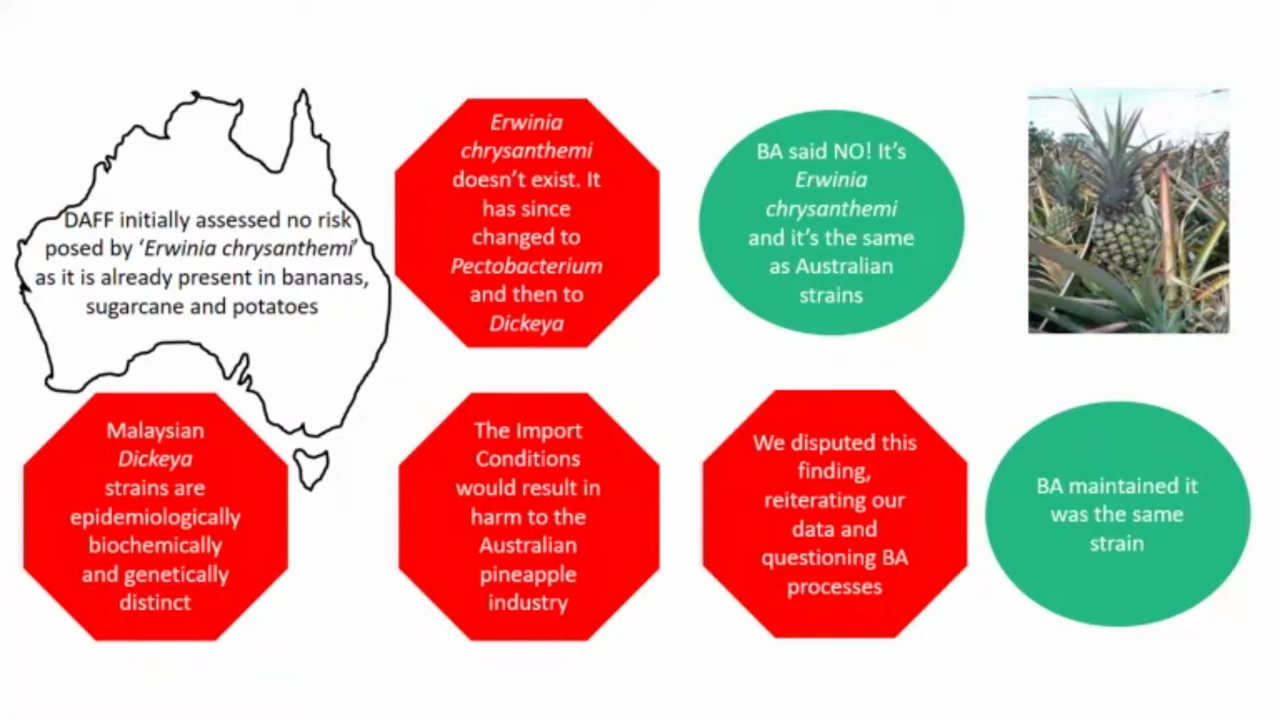 DAFF initially assessed no risk
posed by ‘Erwinia chrysanthemi’
as it is already present in bananas,
sugarcane and potatoes
Erwinia
chrysanthemi
doesn’t exist. It
has since
changed to
Pectobacterium
and then to
Dickeya
BA said NO! It’s
Erwinia
chrysanthemi
and it’s the same
as Australian
strains
Malaysian
Dickeya
strains are
epidemiologically
biochemically
and genetically
distinct
The Import
Conditions
would result in
harm to the
Australian
pineapple
industry
We disputed this
finding,
reiterating our
data and
questioning BA
processes
BA maintained it
was the same
strain